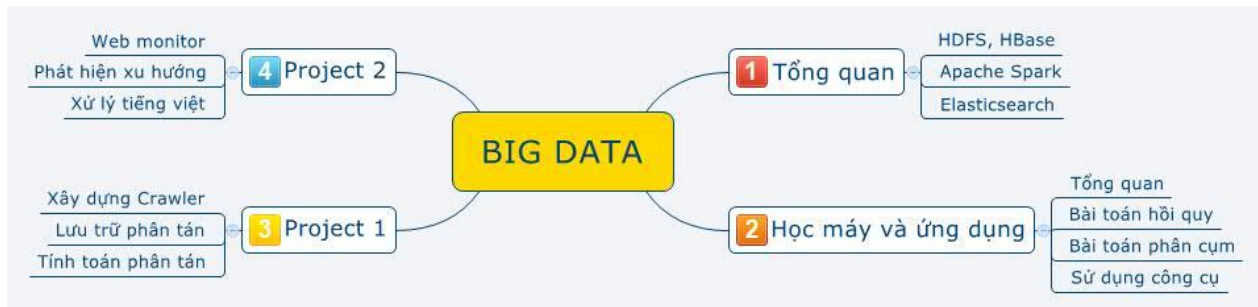 BIG DATA
1 Tổng quan
HDFS, HBase
Apache Spark
Elasticsearch
2 Học máy và ứng dụng
Tổng quan
Bài toán hồi quy
Bài toán phân cụm
Sử dụng công cụ
3 Project 1
Xây dựng Crawler
Lưu trữ phân tán
Tính toán phân tán
4 Project 2
Web monitor
Phát hiện xu hướng
Xử lý tiếng việt